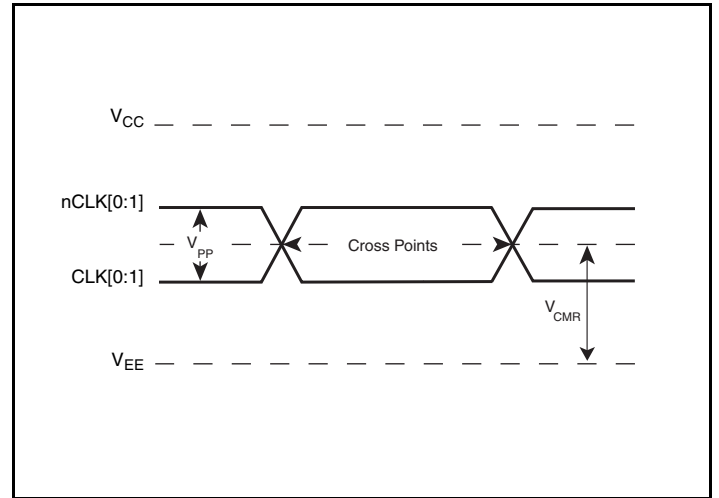 VCC
nCLK[0:1]
VPP
Cross Points
CLK[0:1]
VCMR
VEE